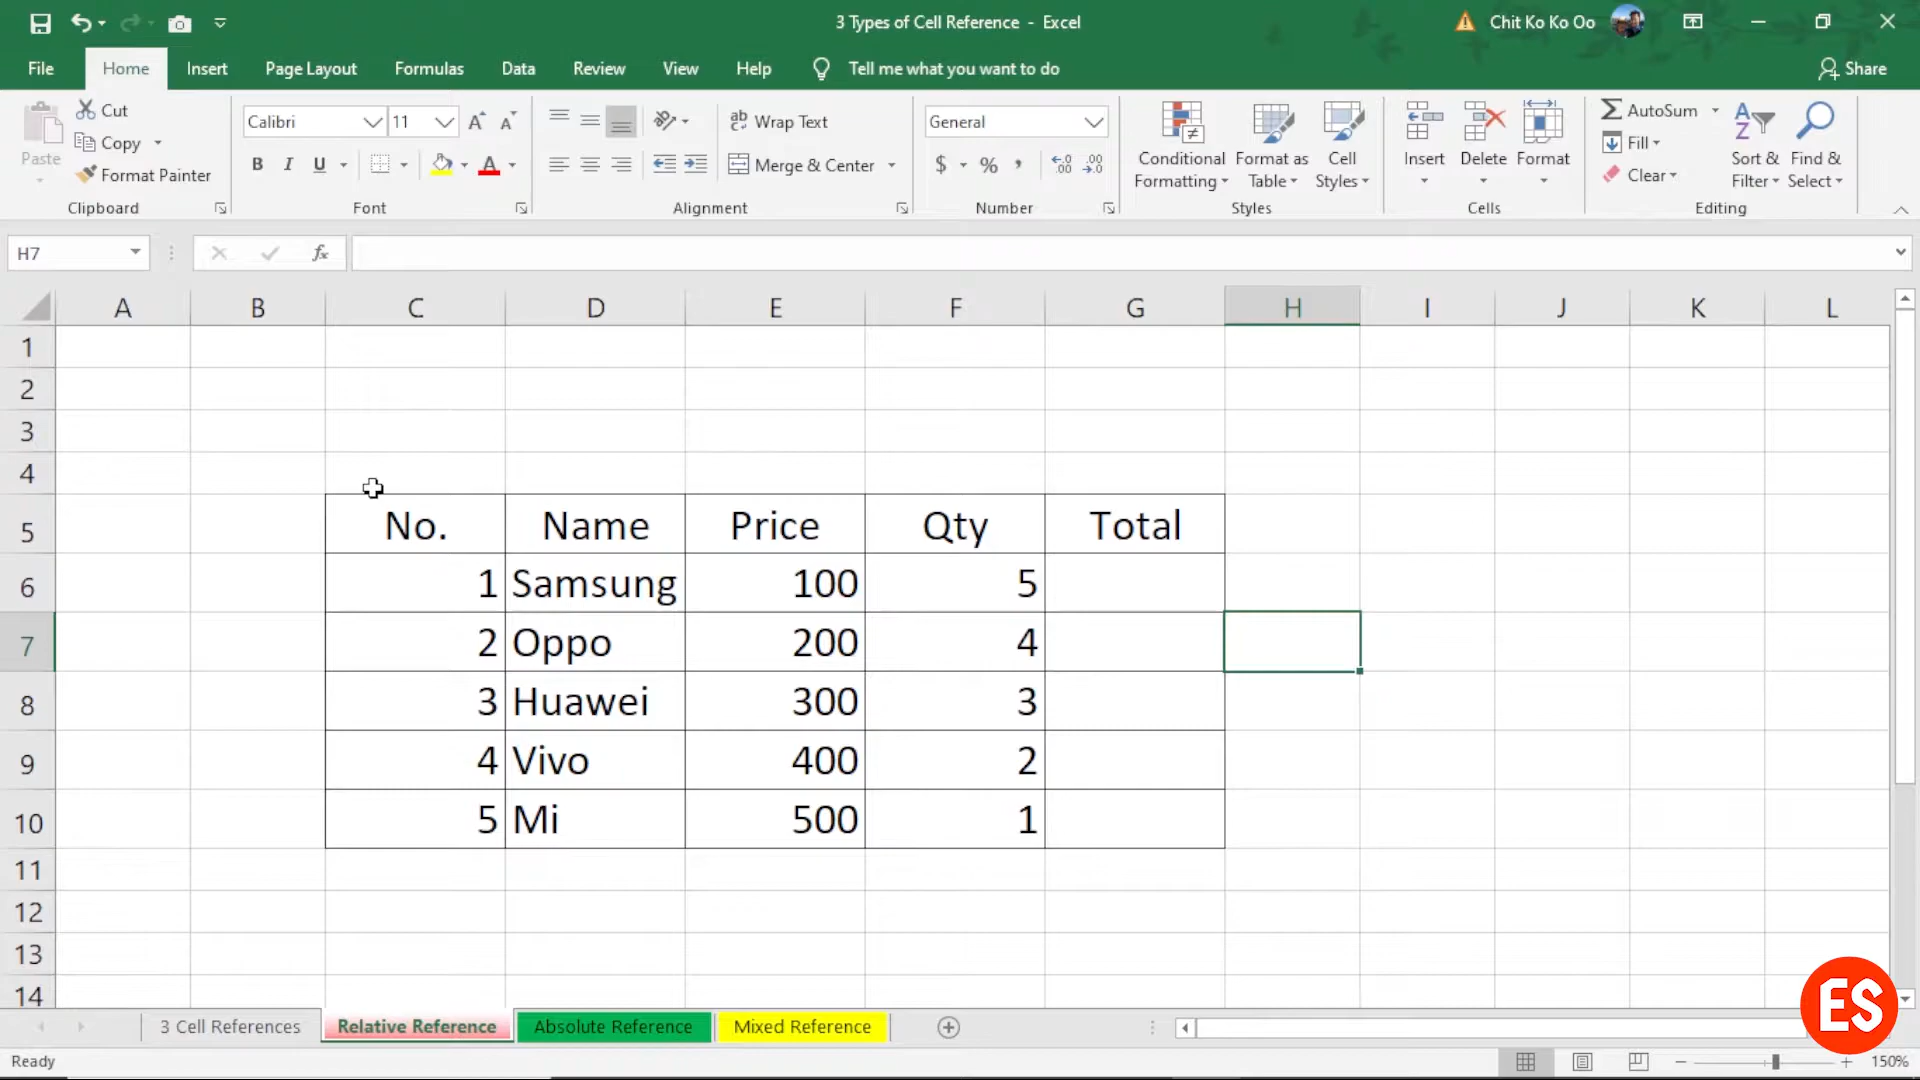 3 Types of Cell Reference - Excel
Chit Ko Ko Oo
File Home Insert Page Layout Formulas Data Review View Help Tell me what you want to do Share
Paste
Cut
Copy
Format Painter
Clipboard
Calibri 11
B I U A
Font
Wrap Text
Merge & Center
Alignment
General
$ % ,
Number
Conditional Formatting
Format as Table
Cell Styles
Styles
Insert Delete Format
Cells
AutoSum
Fill
Clear
Sort & Filter
Find & Select
Editing
H7 fx
A B C D E F G H I J K L
1
2
3
4
5 No. Name Price Qty Total
6 1 Samsung 100 5
7 2 Oppo 200 4
8 3 Huawei 300 3
9 4 Vivo 400 2
10 5 Mi 500 1
11
12
13
14
3 Cell References Relative Reference Absolute Reference Mixed Reference
ES
Ready 150%